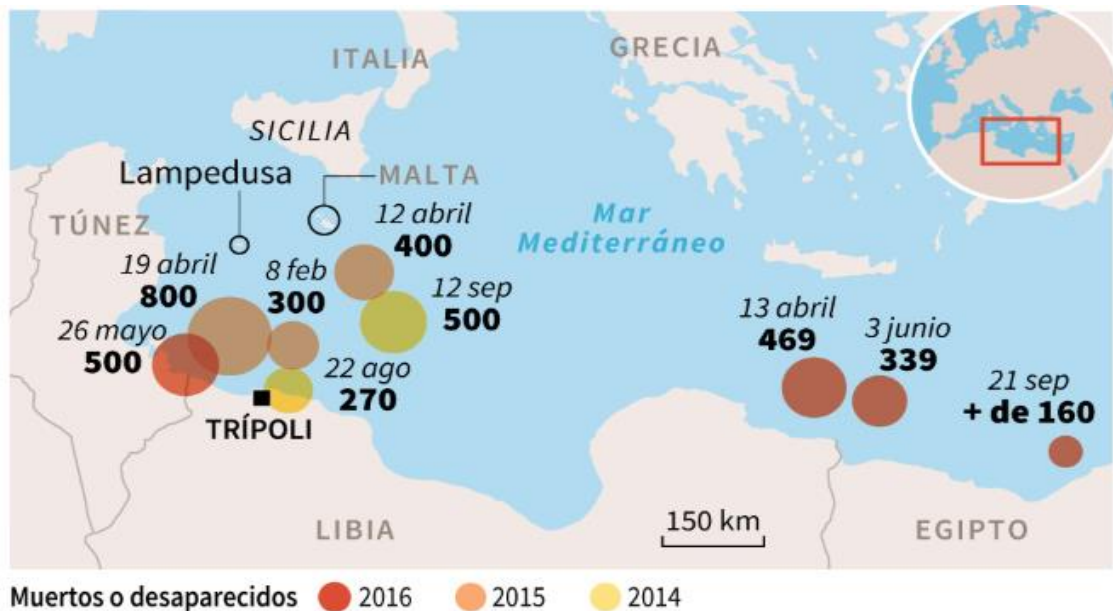 ITALIA
GRECIA
SICILIA
Lampedusa
MALTA
TÚNEZ
Mar
Mediterráneo
12 abril
400
19 abril
800
8 feb
300
12 sep
500
26 mayo
500
22 ago
270
TRÍPOLI
13 abril
469
3 junio
339
21 sep
+ de 160
LIBIA
150 km
EGIPTO
Muertos o desaparecidos 2016 2015 2014